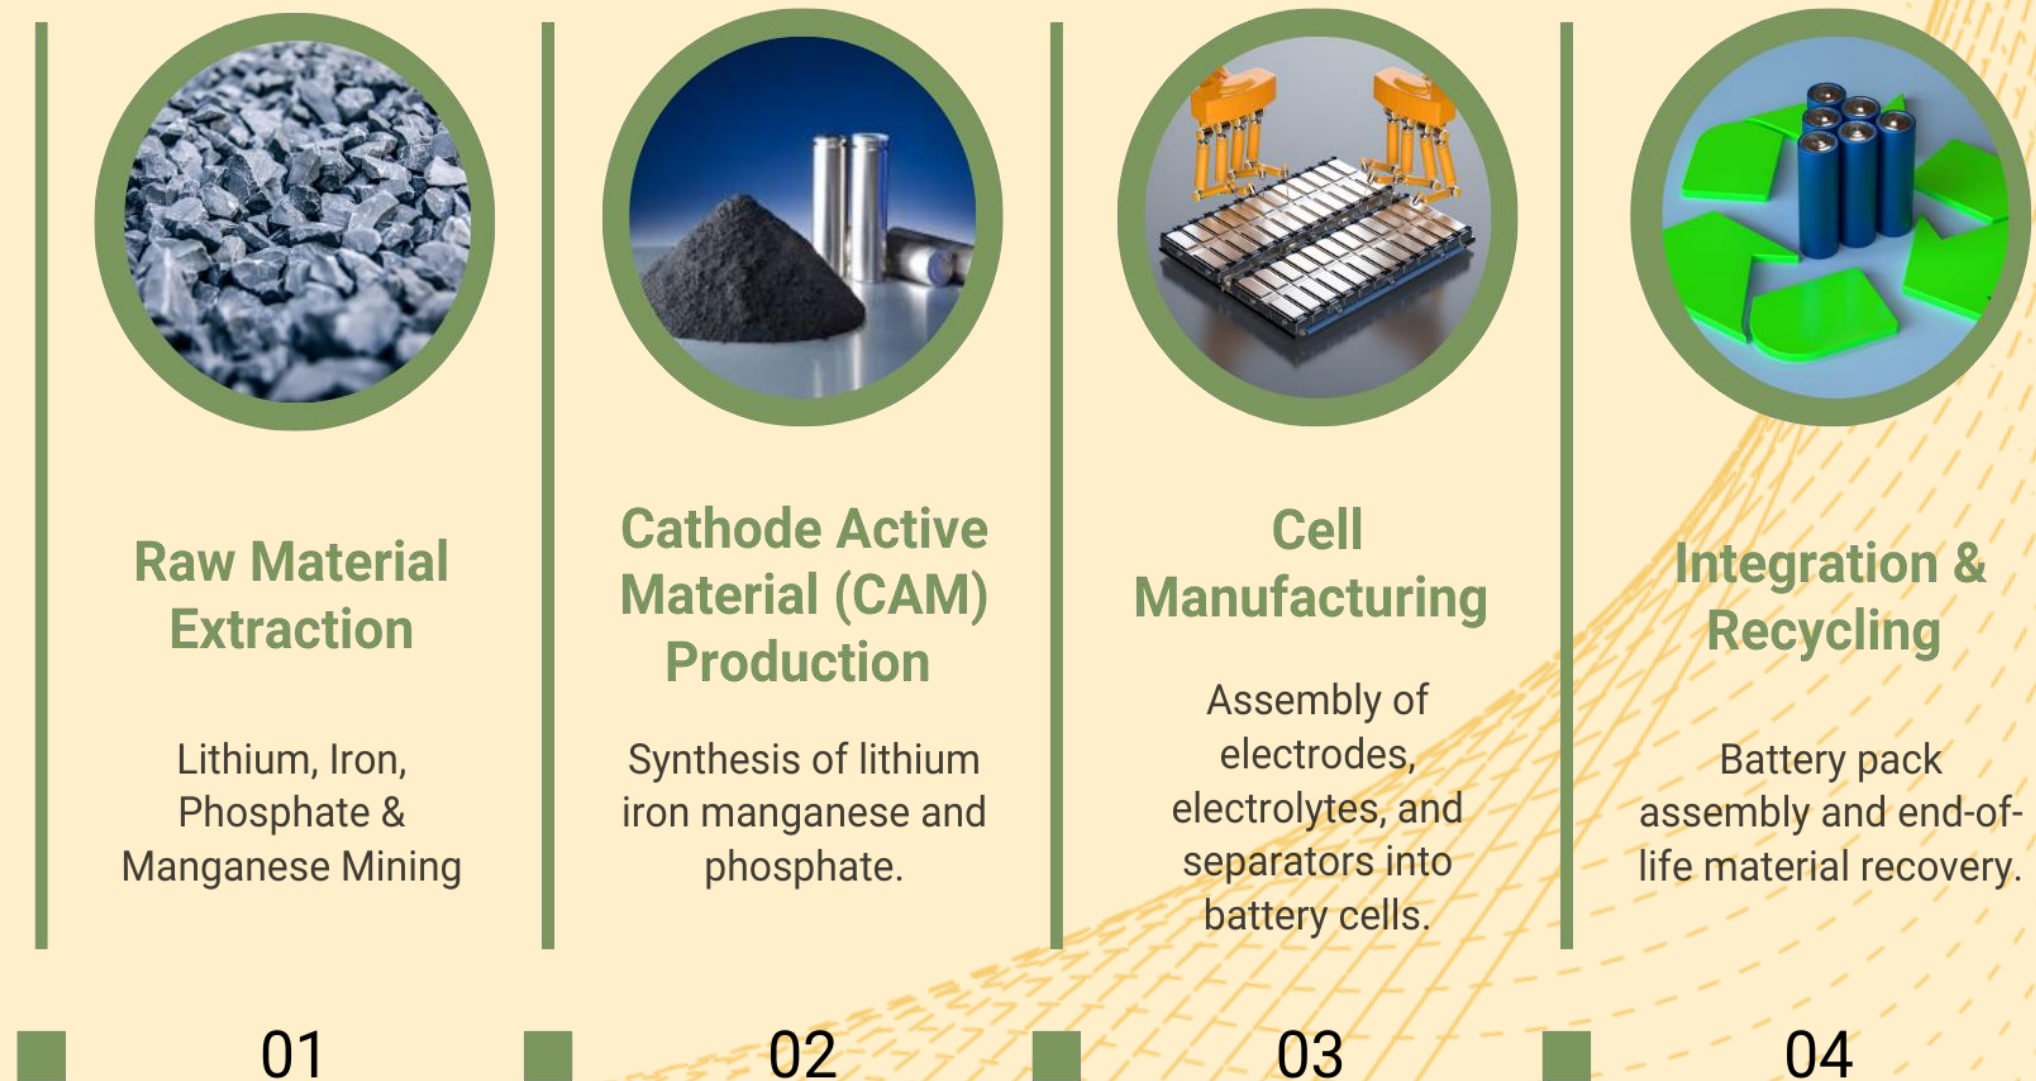 Raw Material
Extraction
Lithium, Iron,
Phosphate &
Manganese Mining
01
Cathode Active
Material (CAM)
Production
Synthesis of lithium
iron manganese and
phosphate.
02
Cell
Manufacturing
Assembly of
electrodes,
electrolytes, and
separators into
battery cells.
03
Integration &
Recycling
Battery pack
assembly and end-of-
life material recovery.
04